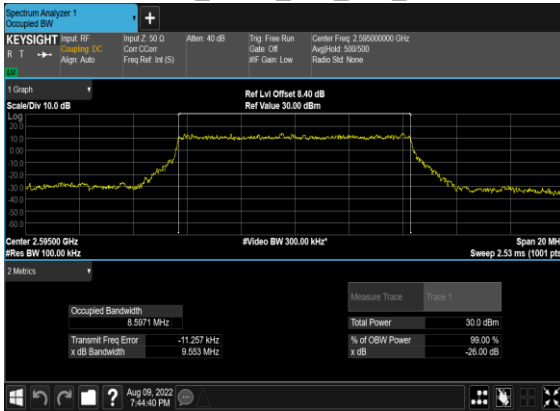 Spectrum Analyzer 1
Occupied BW
+
KEYSIGHT Input: RF Input Z: 50 Ω Atten: 40 dB Trig: Free Run Center Freq: 2.595000000 GHz
R T Coupling: DC Corr CCorr Gate: Off Avg|Hold: 500/500
Align: Auto Freq Ref: Int (S) #IF Gain: Low Radio Std: None
LXI
1 Graph
Ref Lvl Offset 8.40 dB
Scale/Div 10.0 dB Ref Value 30.00 dBm
Log
20.0
10.0
0.00
-10.0
-20.0
-30.0
-40.0
-50.0
-60.0
Center 2.59500 GHz #Video BW 300.00 kHz* Span 20 MH
#Res BW 100.00 kHz Sweep 2.53 ms (1001 pts
2 Metrics
Measure Trace Trace 1
Occupied Bandwidth
8.5971 MHz Total Power 30.0 dBm
Transmit Freq Error -11.257 kHz % of OBW Power 99.00 %
x dB Bandwidth 9.553 MHz x dB -26.00 dB
? Aug 09, 2022
7:44:40 PM